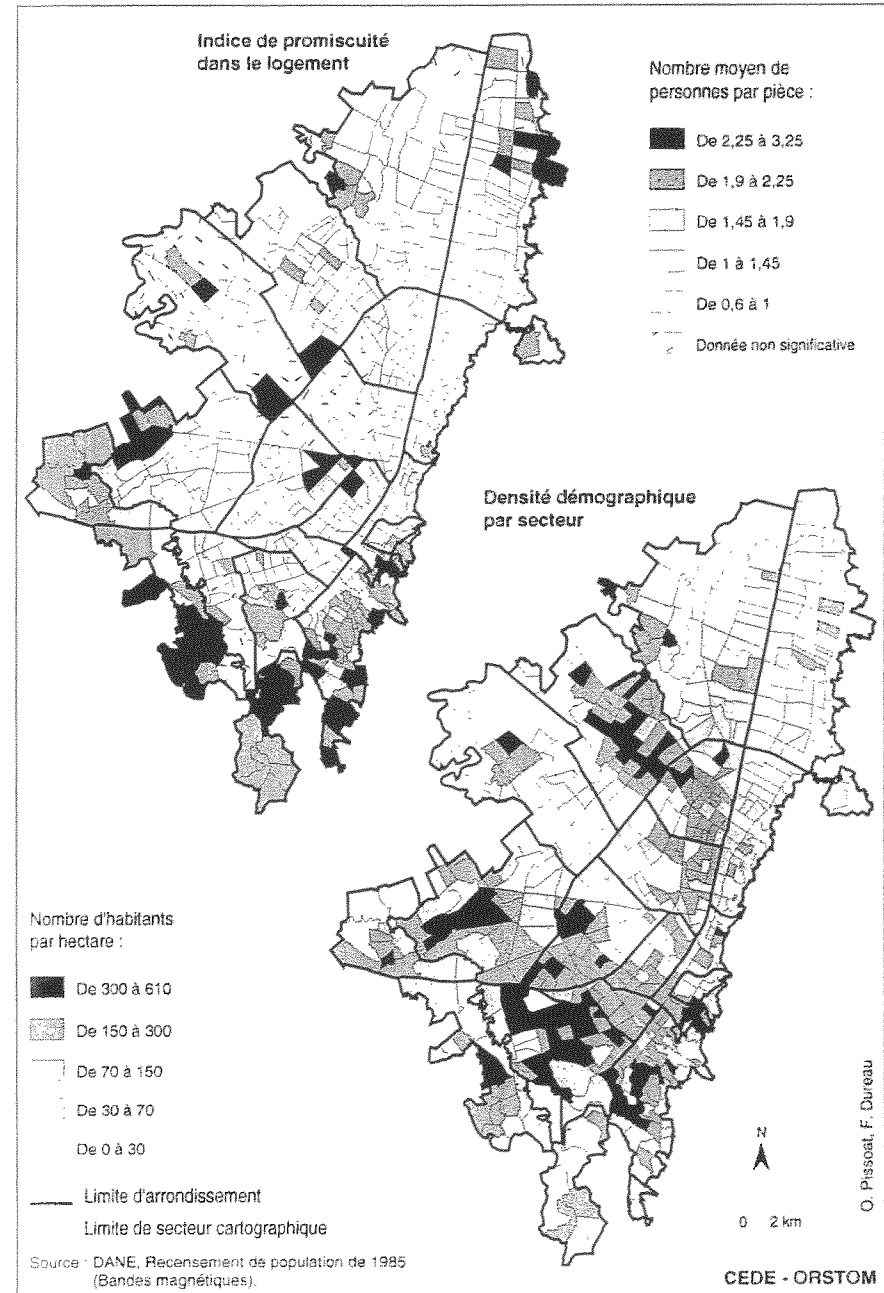 Indice de promiscuité
dans le logement
Nombre moyen de
personnes par pièce :
De 2,25 à 3,25
De 1,9 à 2,25
De 1,45 à 1,9
De 1 à 1,45
De 0,6 à 1
Donnée non significative
Densité démographique
par secteur
Nombre d'habitants
par hectare :
De 300 à 610
De 150 à 300
De 70 à 150
De 30 à 70
De 0 à 30
Limite d'arrondissement
Limite de secteur cartographique
Source : DANE, Recensement de population de 1985
(Bandes magnétiques).
N
0 2 km
O. Pissoat, F. Dureau
CEDE - ORSTOM